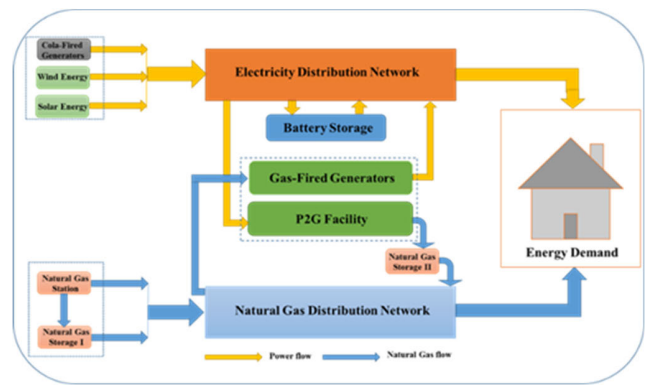 Cola-Fired
Generators
Wind Energy
Solar Energy
Electricity Distribution Network
Battery Storage
Gas-Fired Generators
P2G Facility
Natural Gas
Storage II
Energy Demand
Natural Gas
Station
Natural Gas
Storage I
Natural Gas Distribution Network
Power flow
Natural Gas flow